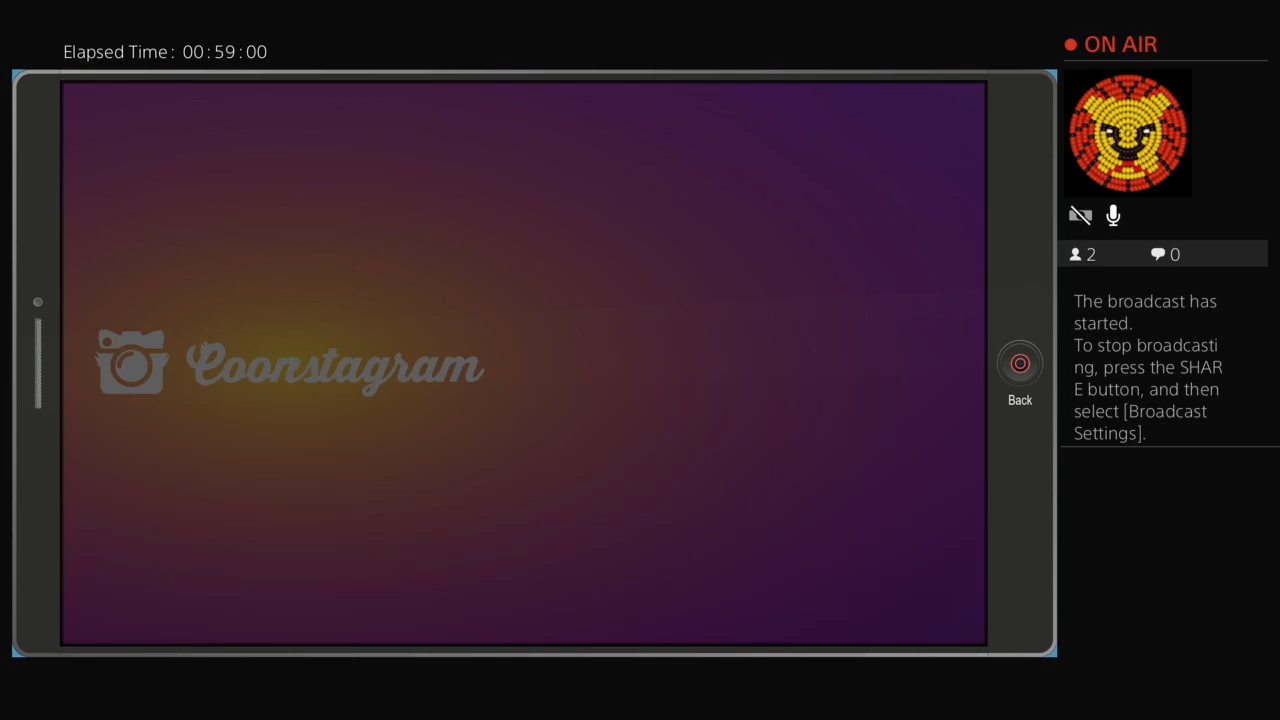 Elapsed Time: 00:59:00
ON AIR
Coonstagram
Back
2
0
The broadcast has
started.
To stop broadcasti
ng, press the SHAR
E button, and then
select [Broadcast
Settings].